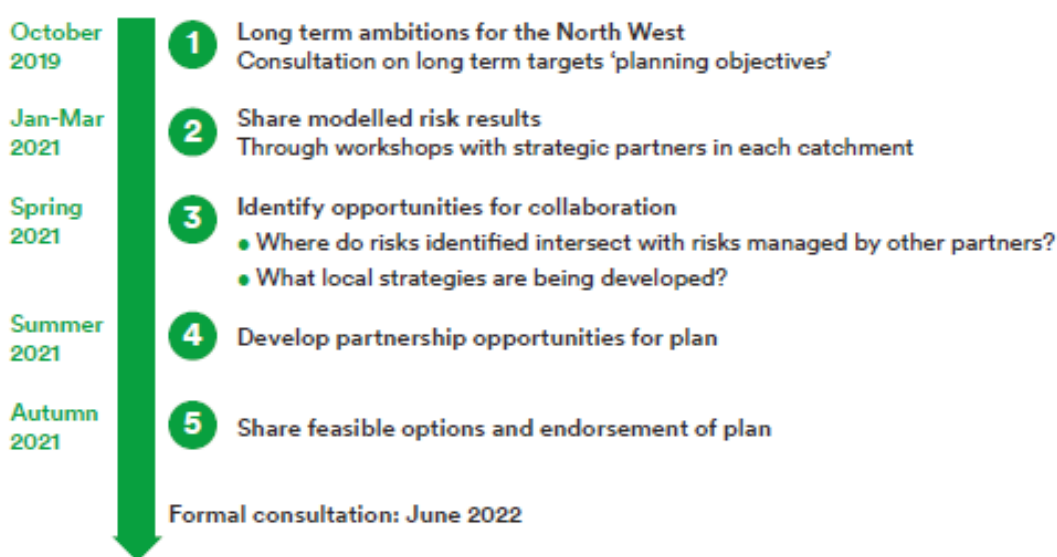 October
2019
1
Long term ambitions for the North West
Consultation on long term targets ‘planning objectives’
Jan-Mar
2021
2
Share modelled risk results
Through workshops with strategic partners in each catchment
Spring
2021
3
Identify opportunities for collaboration
• Where do risks identified intersect with risks managed by other partners?
• What local strategies are being developed?
Summer
2021
4
Develop partnership opportunities for plan
Autumn
2021
5
Share feasible options and endorsement of plan
Formal consultation: June 2022